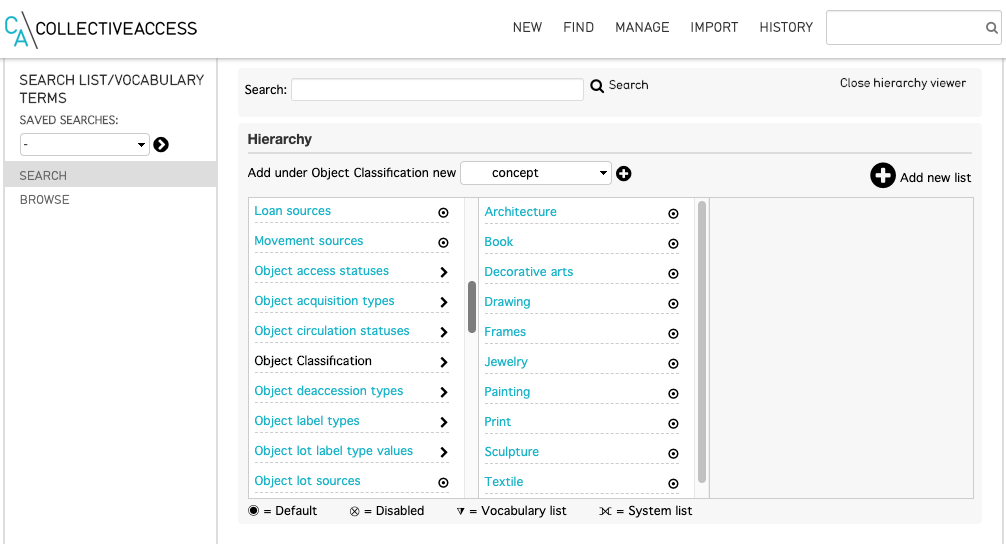 CA COLLECTIVEACCESS
NEW FIND MANAGE IMPORT HISTORY
SEARCH LIST/VOCABULARY
TERMS
SAVED SEARCHES:
-
SEARCH
BROWSE
Search: Search Close hierarchy viewer
Hierarchy
Add under Object Classification new concept Add new list
Loan sources
Movement sources
Object access statuses
Object acquisition types
Object circulation statuses
Object Classification
Object deaccession types
Object label types
Object lot label type values
Object lot sources
Architecture
Book
Decorative arts
Drawing
Frames
Jewelry
Painting
Print
Sculpture
Textile
= Default = Disabled = Vocabulary list = System list